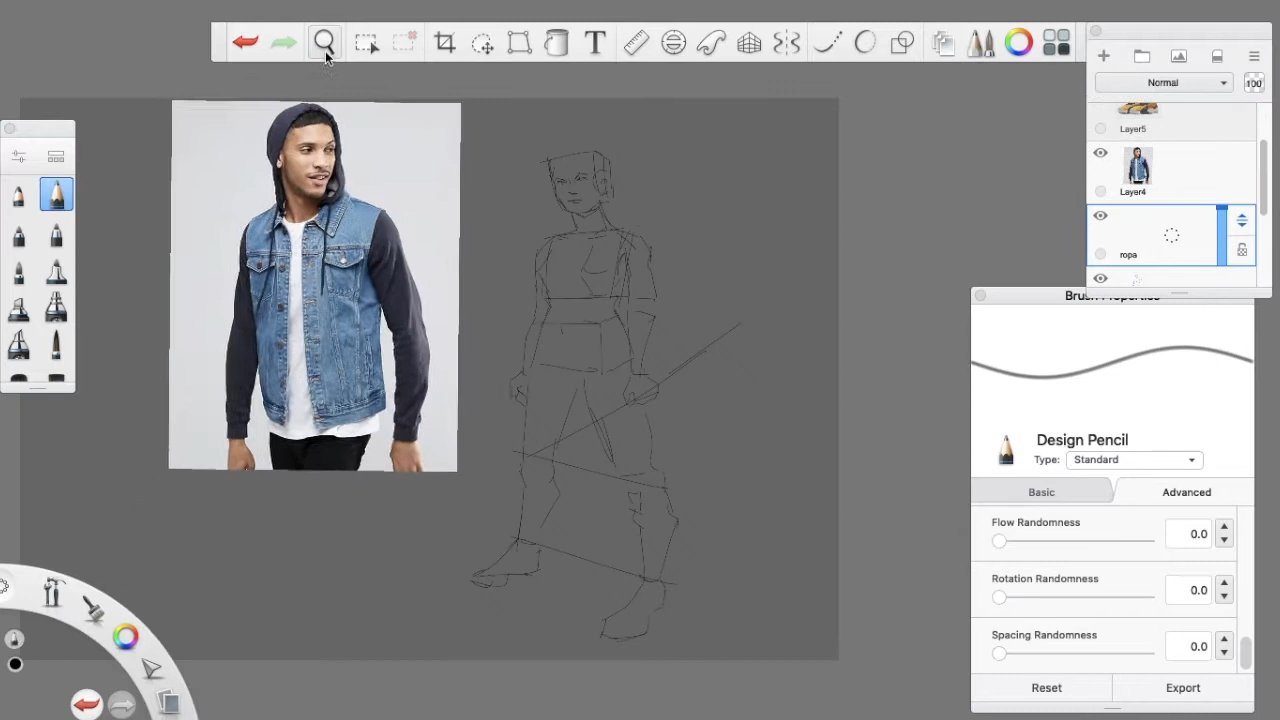 Normal
100
Layer5
Layer4
ropa
Brush Properties
Design Pencil
Type: Standard
Basic
Advanced
Flow Randomness
0.0
Rotation Randomness
0.0
Spacing Randomness
0.0
Reset
Export